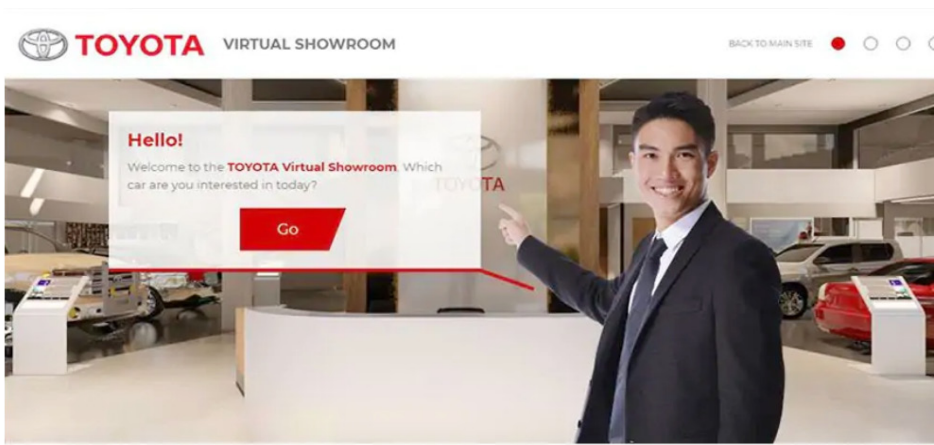 TOYOTA VIRTUAL SHOWROOM
BACK TO MAIN SITE
Hello!
Welcome to the TOYOTA Virtual Showroom. Which
car are you interested in today?
Go
TOYOTA